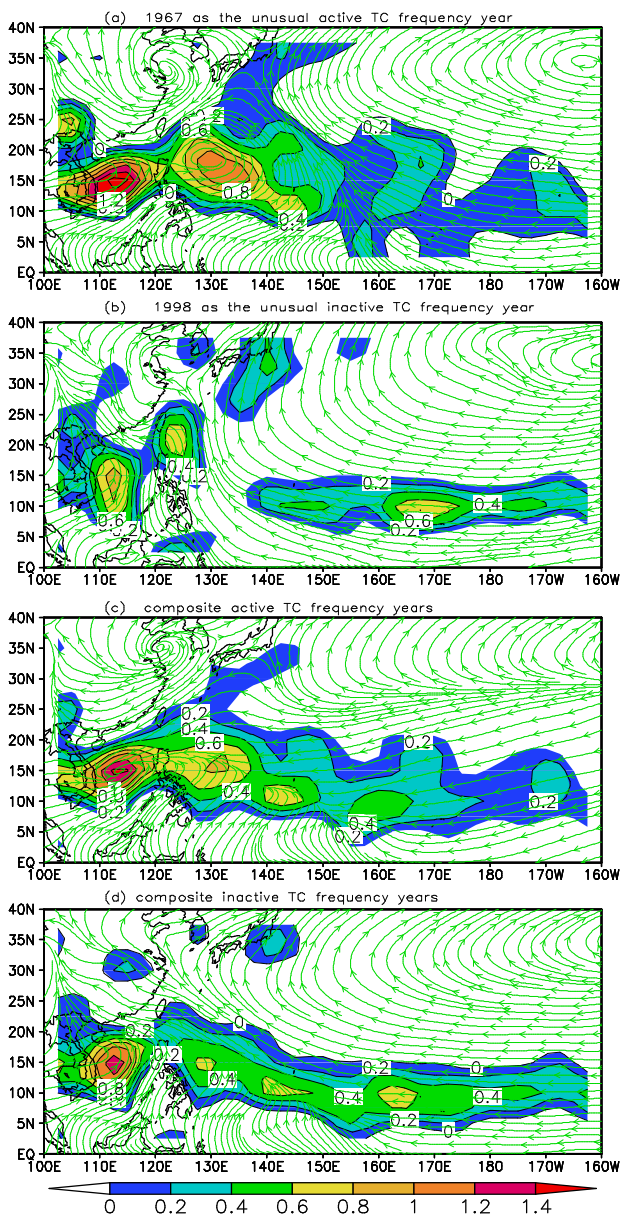 (a) 1967 as the unusual active TC frequency year
40N
35N
30N
25N
20N
15N
10N
5N
EQ
0.6
0.2
0
0.2
1.2
0
0.8
0.4
0
100E 110E 120E 130E 140E 150E 160E 170E 180 170W 160W
(b) 1998 as the unusual inactive TC frequency year
40N
35N
30N
25N
20N
15N
10N
5N
EQ
0.4
0.2
0.6
0.2
0.2
0.4
0.6
0.2
100E 110E 120E 130E 140E 150E 160E 170E 180 170W 160W
(c) composite active TC frequency years
40N
35N
30N
25N
20N
15N
10N
5N
EQ
0.2
0.4
0.6
0.2
0.4
0.2
0.2
0.4
0.2
100E 110E 120E 130E 140E 150E 160E 170E 180 170W 160W
(d) composite inactive TC frequency years
40N
35N
30N
25N
20N
15N
10N
5N
EQ
0.2
0
0.2
0.8
0.4
0.2
0
0.4
0.4
0.2
0
100E 110E 120E 130E 140E 150E 160E 170E 180 170W 160W
0 0.2 0.4 0.6 0.8 1 1.2 1.4